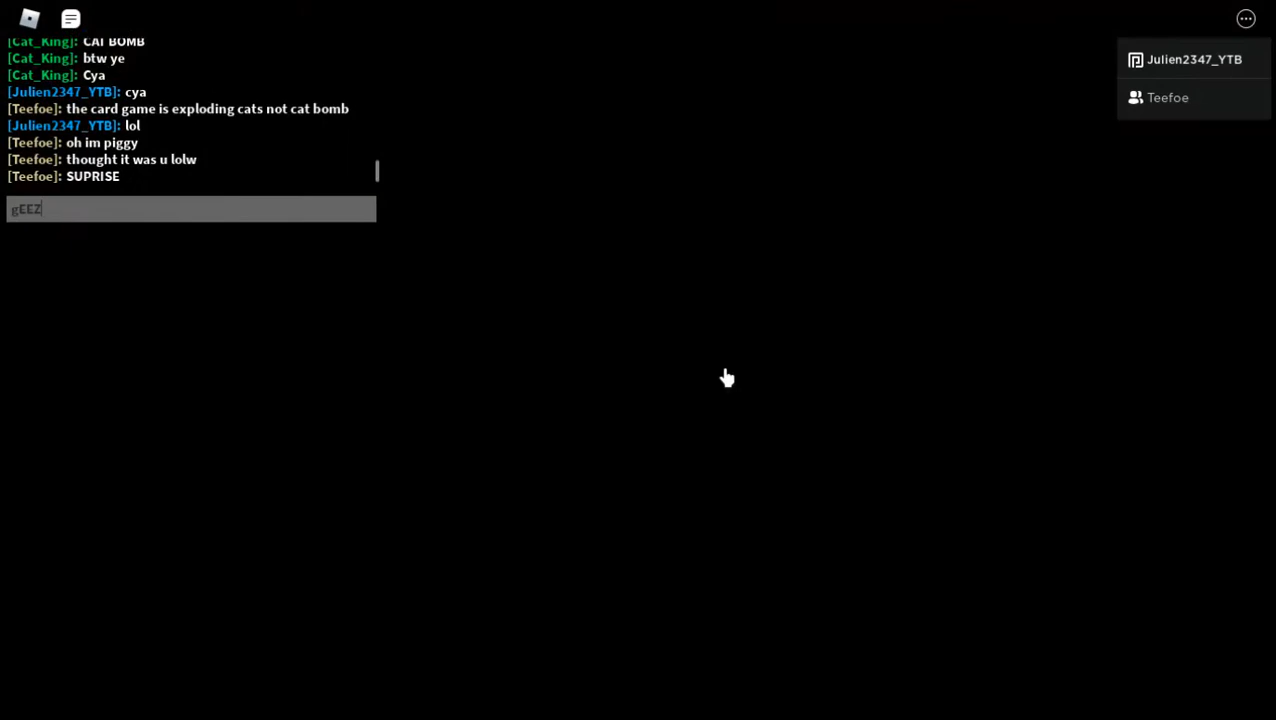 [Cat_King]: CAT BOMB
[Cat_King]: btw ye
[Cat_King]: Cya
[Julien2347_YTB]: cya
[Teefoe]: the card game is exploding cats not cat bomb
[Julien2347_YTB]: lol
[Teefoe]: oh im piggy
[Teefoe]: thought it was u lolw
[Teefoe]: SUPRISE
gEEZ
Julien2347_YTB
Teefoe